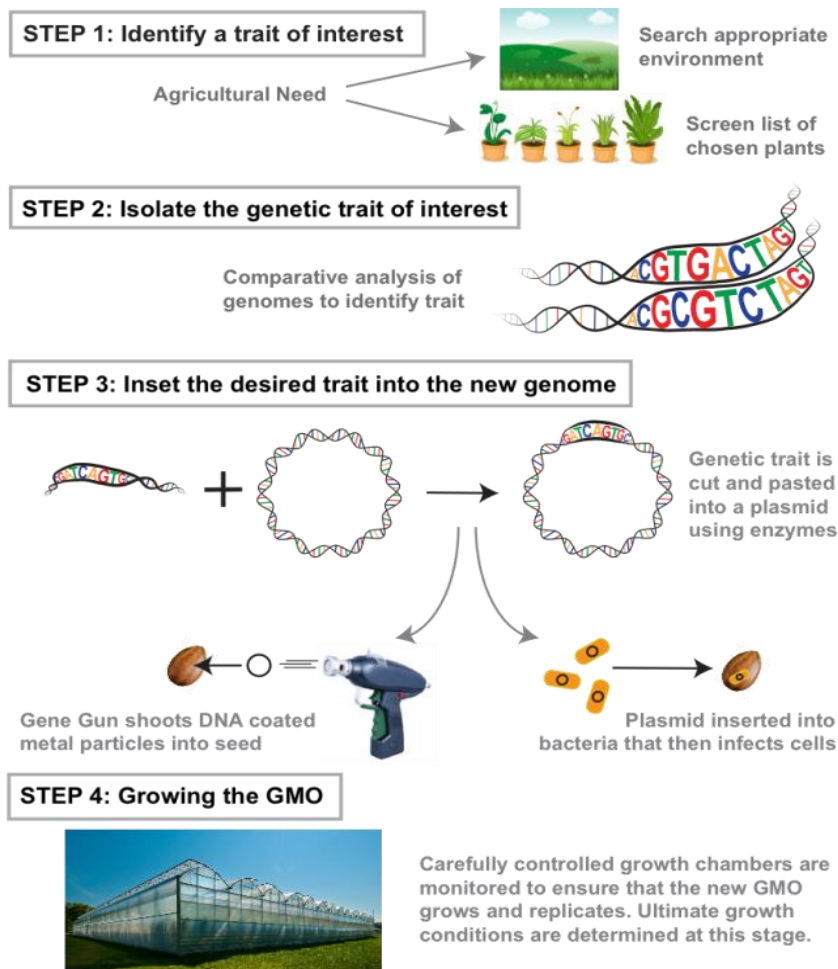 STEP 1: Identify a trait of interest
Agricultural Need
Search appropriate
environment
Screen list of
chosen plants
STEP 2: Isolate the genetic trait of interest
Comparative analysis of
genomes to identify trait
ACGTGACTAGT
ACGCGTCTAGT
STEP 3: Inset the desired trait into the new genome
GATCAGTGC
GATCAGTGC
Genetic trait is
cut and pasted
into a plasmid
using enzymes
Gene Gun shoots DNA coated
metal particles into seed
Plasmid inserted into
bacteria that then infects cells
STEP 4: Growing the GMO
Carefully controlled growth chambers are
monitored to ensure that the new GMO
grows and replicates. Ultimate growth
conditions are determined at this stage.